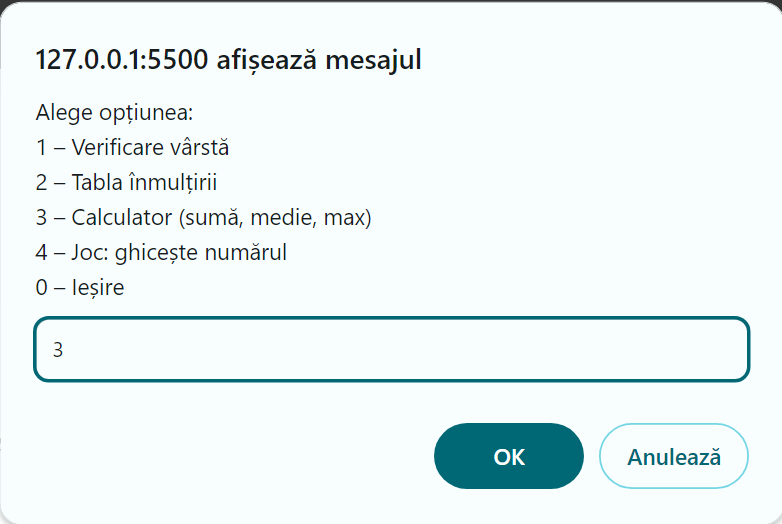 127.0.0.1:5500 afișează mesajul
Alege opțiunea:
1 – Verificare vârstă
2 – Tabla înmulțirii
3 – Calculator (sumă, medie, max)
4 – Joc: ghicește numărul
0 – Ieșire
3
OK
Anulează